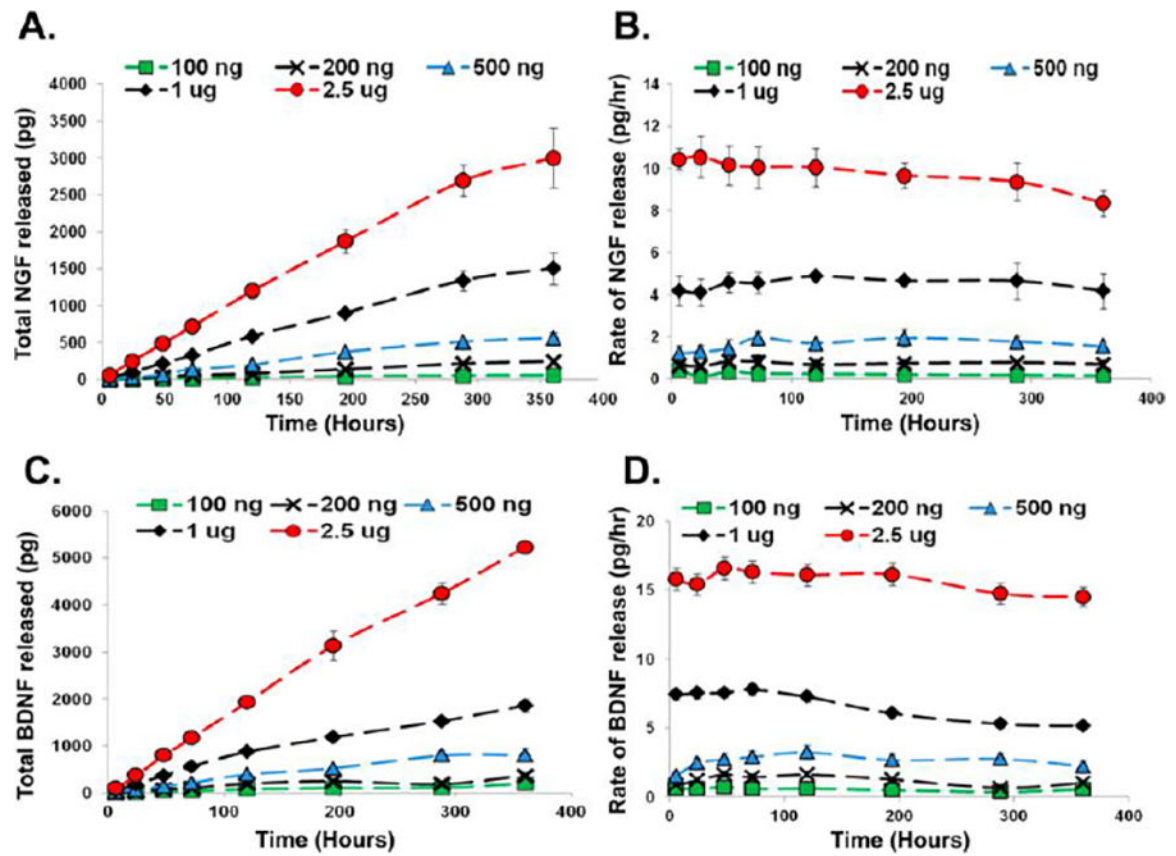 A.
100 ng 200 ng 500 ng
1 ug 2.5 ug
Total NGF released (pg)
4000
3500
3000
2500
2000
1500
1000
500
0
0 50 100 150 200 250 300 350 400
Time (Hours)
B.
100 ng 200 ng 500 ng
1 ug 2.5 ug
Rate of NGF release (pg/hr)
14
12
10
8
6
4
2
0
0 100 200 300 400
Time (Hours)
C.
100 ng 200 ng 500 ng
1 ug 2.5 ug
Total BDNF released (pg)
6000
5000
4000
3000
2000
1000
0
0 100 200 300 400
Time (Hours)
D.
100 ng 200 ng 500 ng
1 ug 2.5 ug
Rate of BDNF release (pg/hr)
20
15
10
5
0
0 100 200 300 400
Time (Hours)